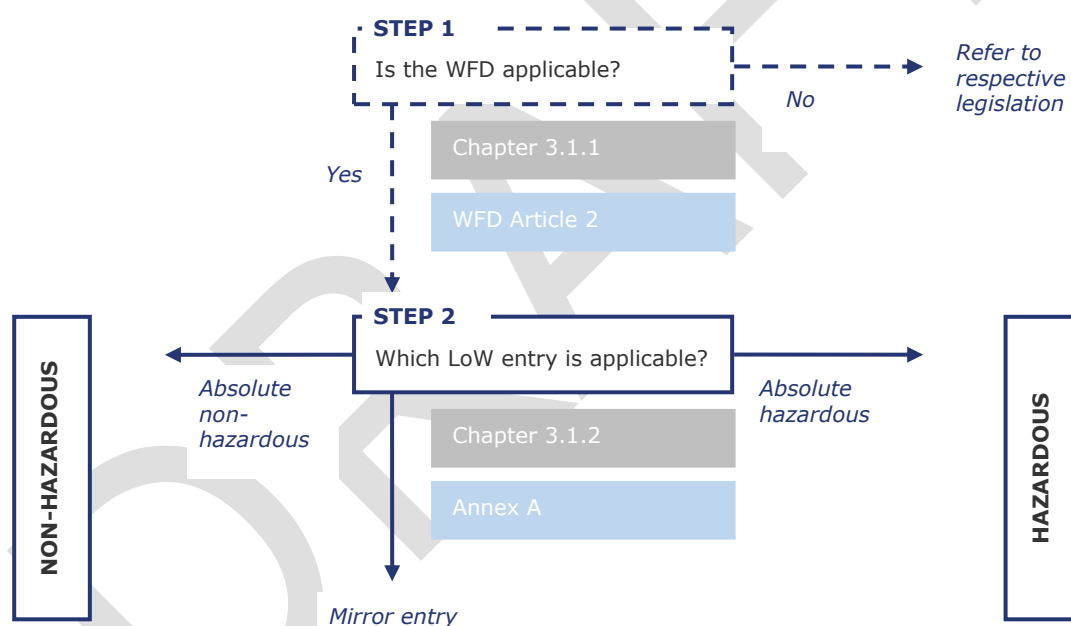 STEP 1
Is the WFD applicable?
Refer to
respective
legislation
No
Chapter 3.1.1
Yes
WFD Article 2
STEP 2
Which LoW entry is applicable?
Absolute
non-
hazardous
Absolute
hazardous
Chapter 3.1.2
Annex A
NON-HAZARDOUS
HAZARDOUS
Mirror entry